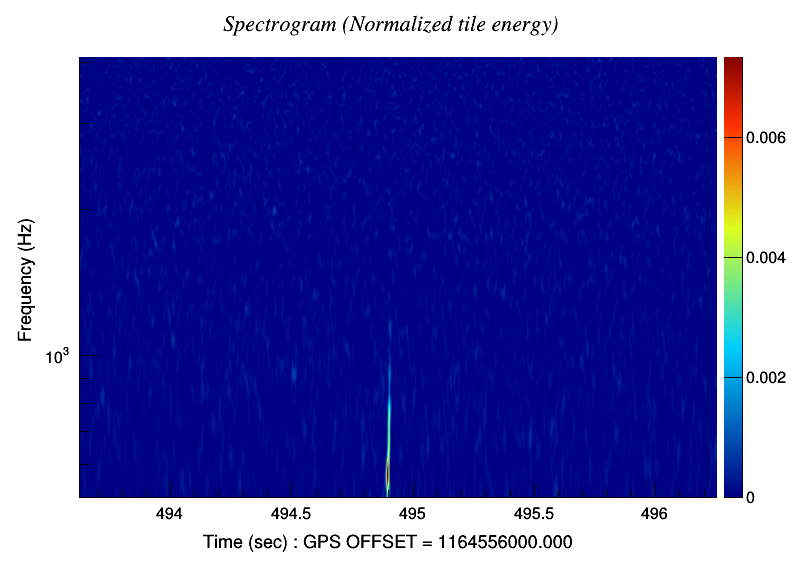 Spectrogram (Normalized tile energy)
Frequency (Hz)
10³
0.006
0.004
0.002
0
494 494.5 495 495.5 496
Time (sec) : GPS OFFSET = 1164556000.000